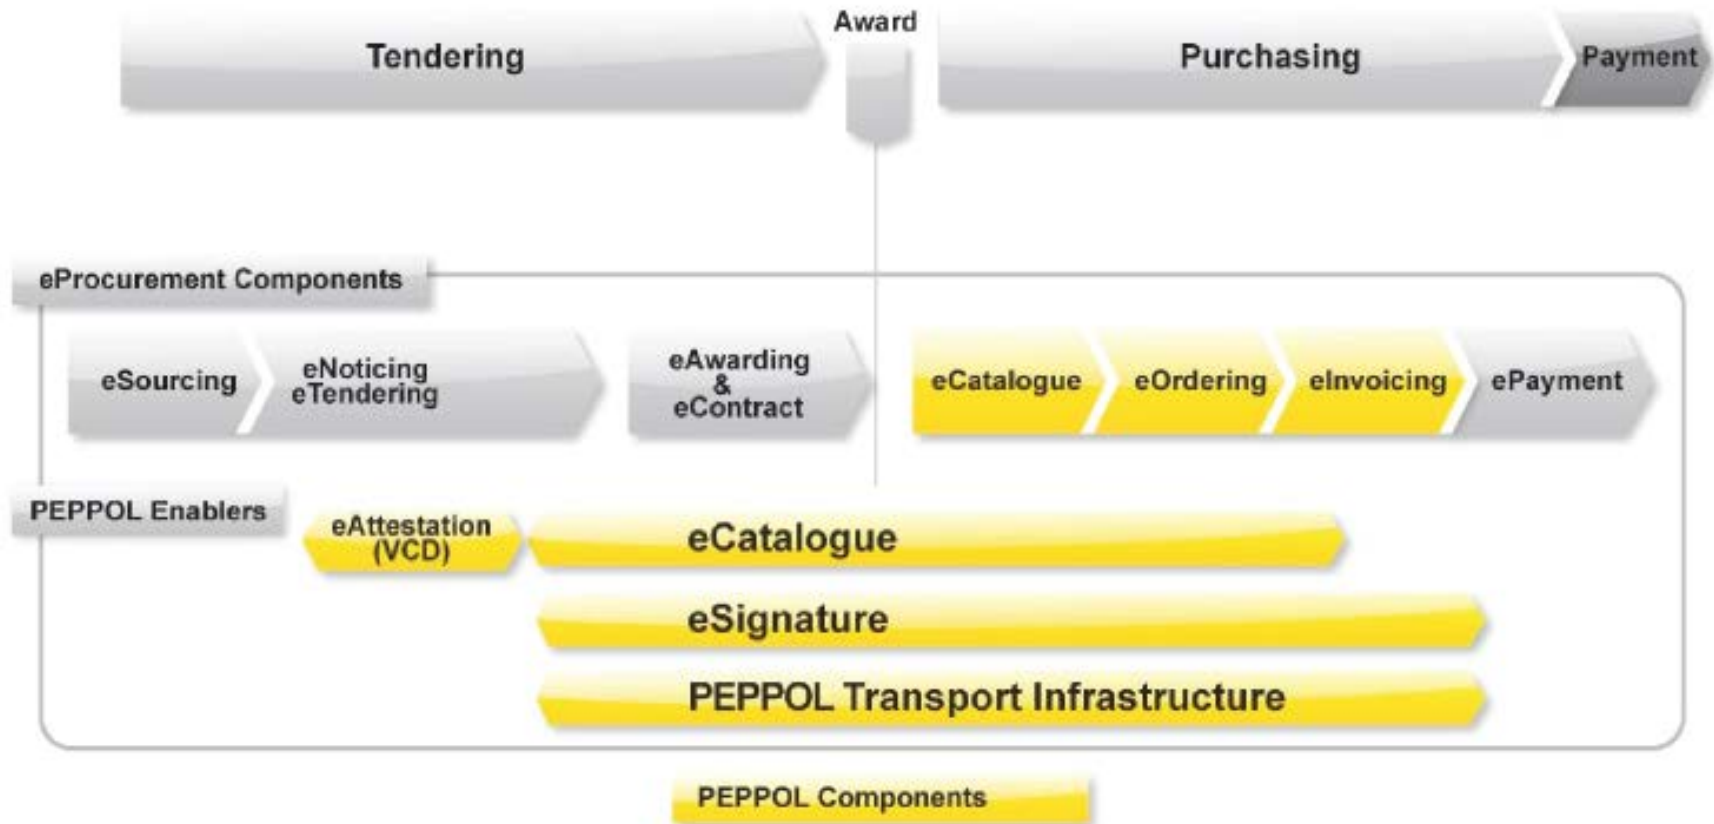 Tendering
Award
Purchasing
Payment
eProcurement Components
eSourcing
eNoticing
eTendering
eAwarding
&
eContract
eCatalogue
eOrdering
eInvoicing
ePayment
PEPPOL Enablers
eAttestation
(VCD)
eCatalogue
eSignature
PEPPOL Transport Infrastructure
PEPPOL Components